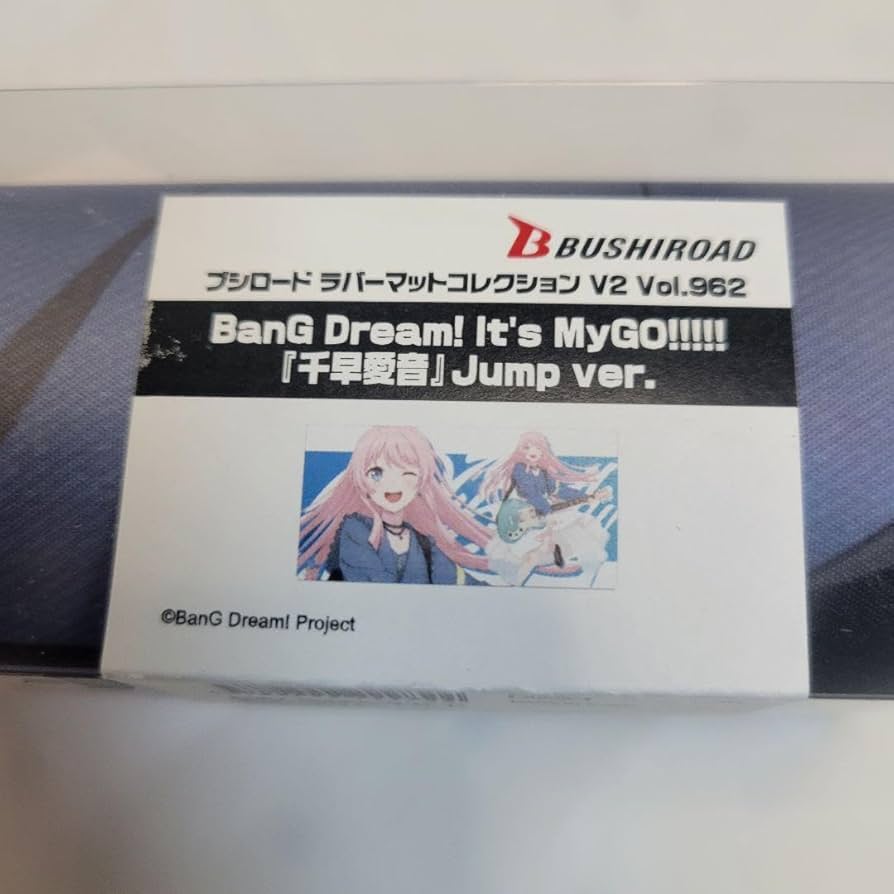 BUSHIROAD
ブシロード ラバーマットコレクション V2 Vol.962
BanG Dream! It's MyGO!!!!!
『千早愛音』Jump ver.
©BanG Dream! Project